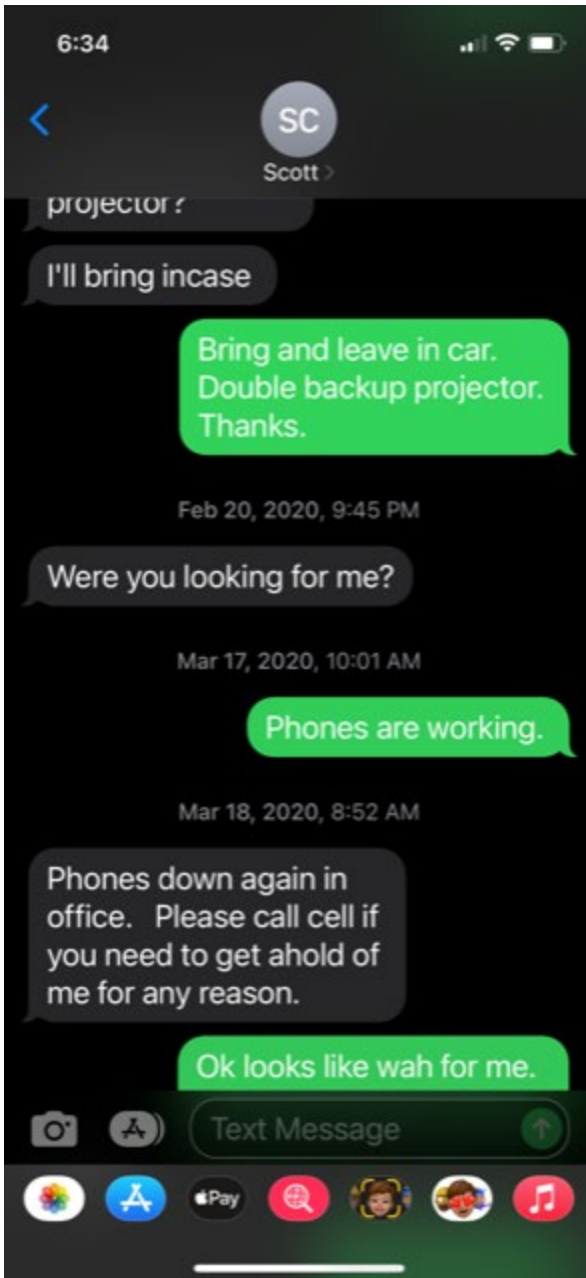 6:34
SC
Scott
projector?
I'll bring incase
Bring and leave in car.
Double backup projector.
Thanks.
Feb 20, 2020, 9:45 PM
Were you looking for me?
Mar 17, 2020, 10:01 AM
Phones are working.
Mar 18, 2020, 8:52 AM
Phones down again in
office.   Please call cell if
you need to get ahold of
me for any reason.
Ok looks like wah for me.
Text Message
Pay